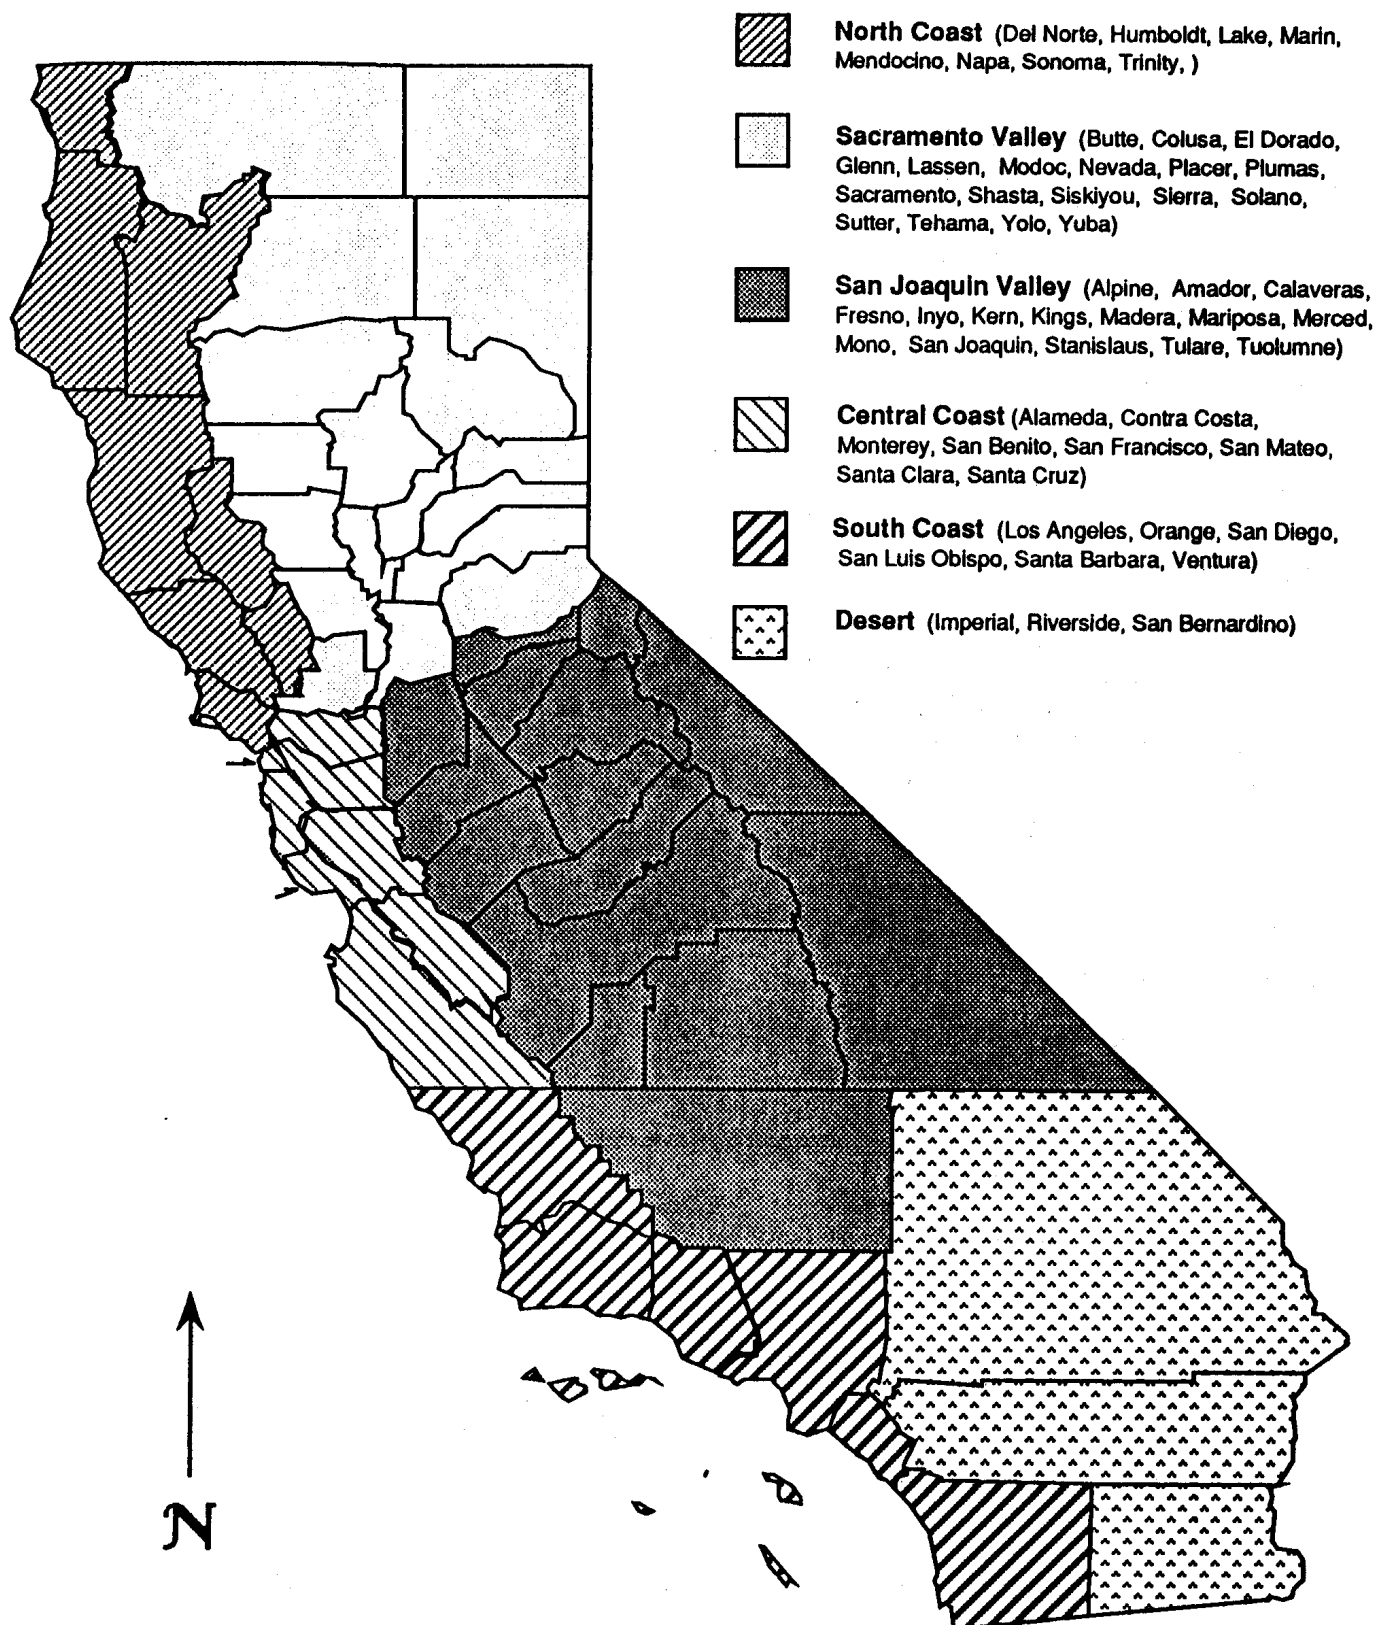 North Coast (Del Norte, Humboldt, Lake, Marin,
Mendocino, Napa, Sonoma, Trinity, )
Sacramento Valley (Butte, Colusa, El Dorado,
Glenn, Lassen, Modoc, Nevada, Placer, Plumas,
Sacramento, Shasta, Siskiyou, Sierra, Solano,
Sutter, Tehama, Yolo, Yuba)
San Joaquin Valley (Alpine, Amador, Calaveras,
Fresno, Inyo, Kern, Kings, Madera, Mariposa, Merced,
Mono, San Joaquin, Stanislaus, Tulare, Tuolumne)
Central Coast (Alameda, Contra Costa,
Monterey, San Benito, San Francisco, San Mateo,
Santa Clara, Santa Cruz)
South Coast (Los Angeles, Orange, San Diego,
San Luis Obispo, Santa Barbara, Ventura)
Desert (Imperial, Riverside, San Bernardino)
N